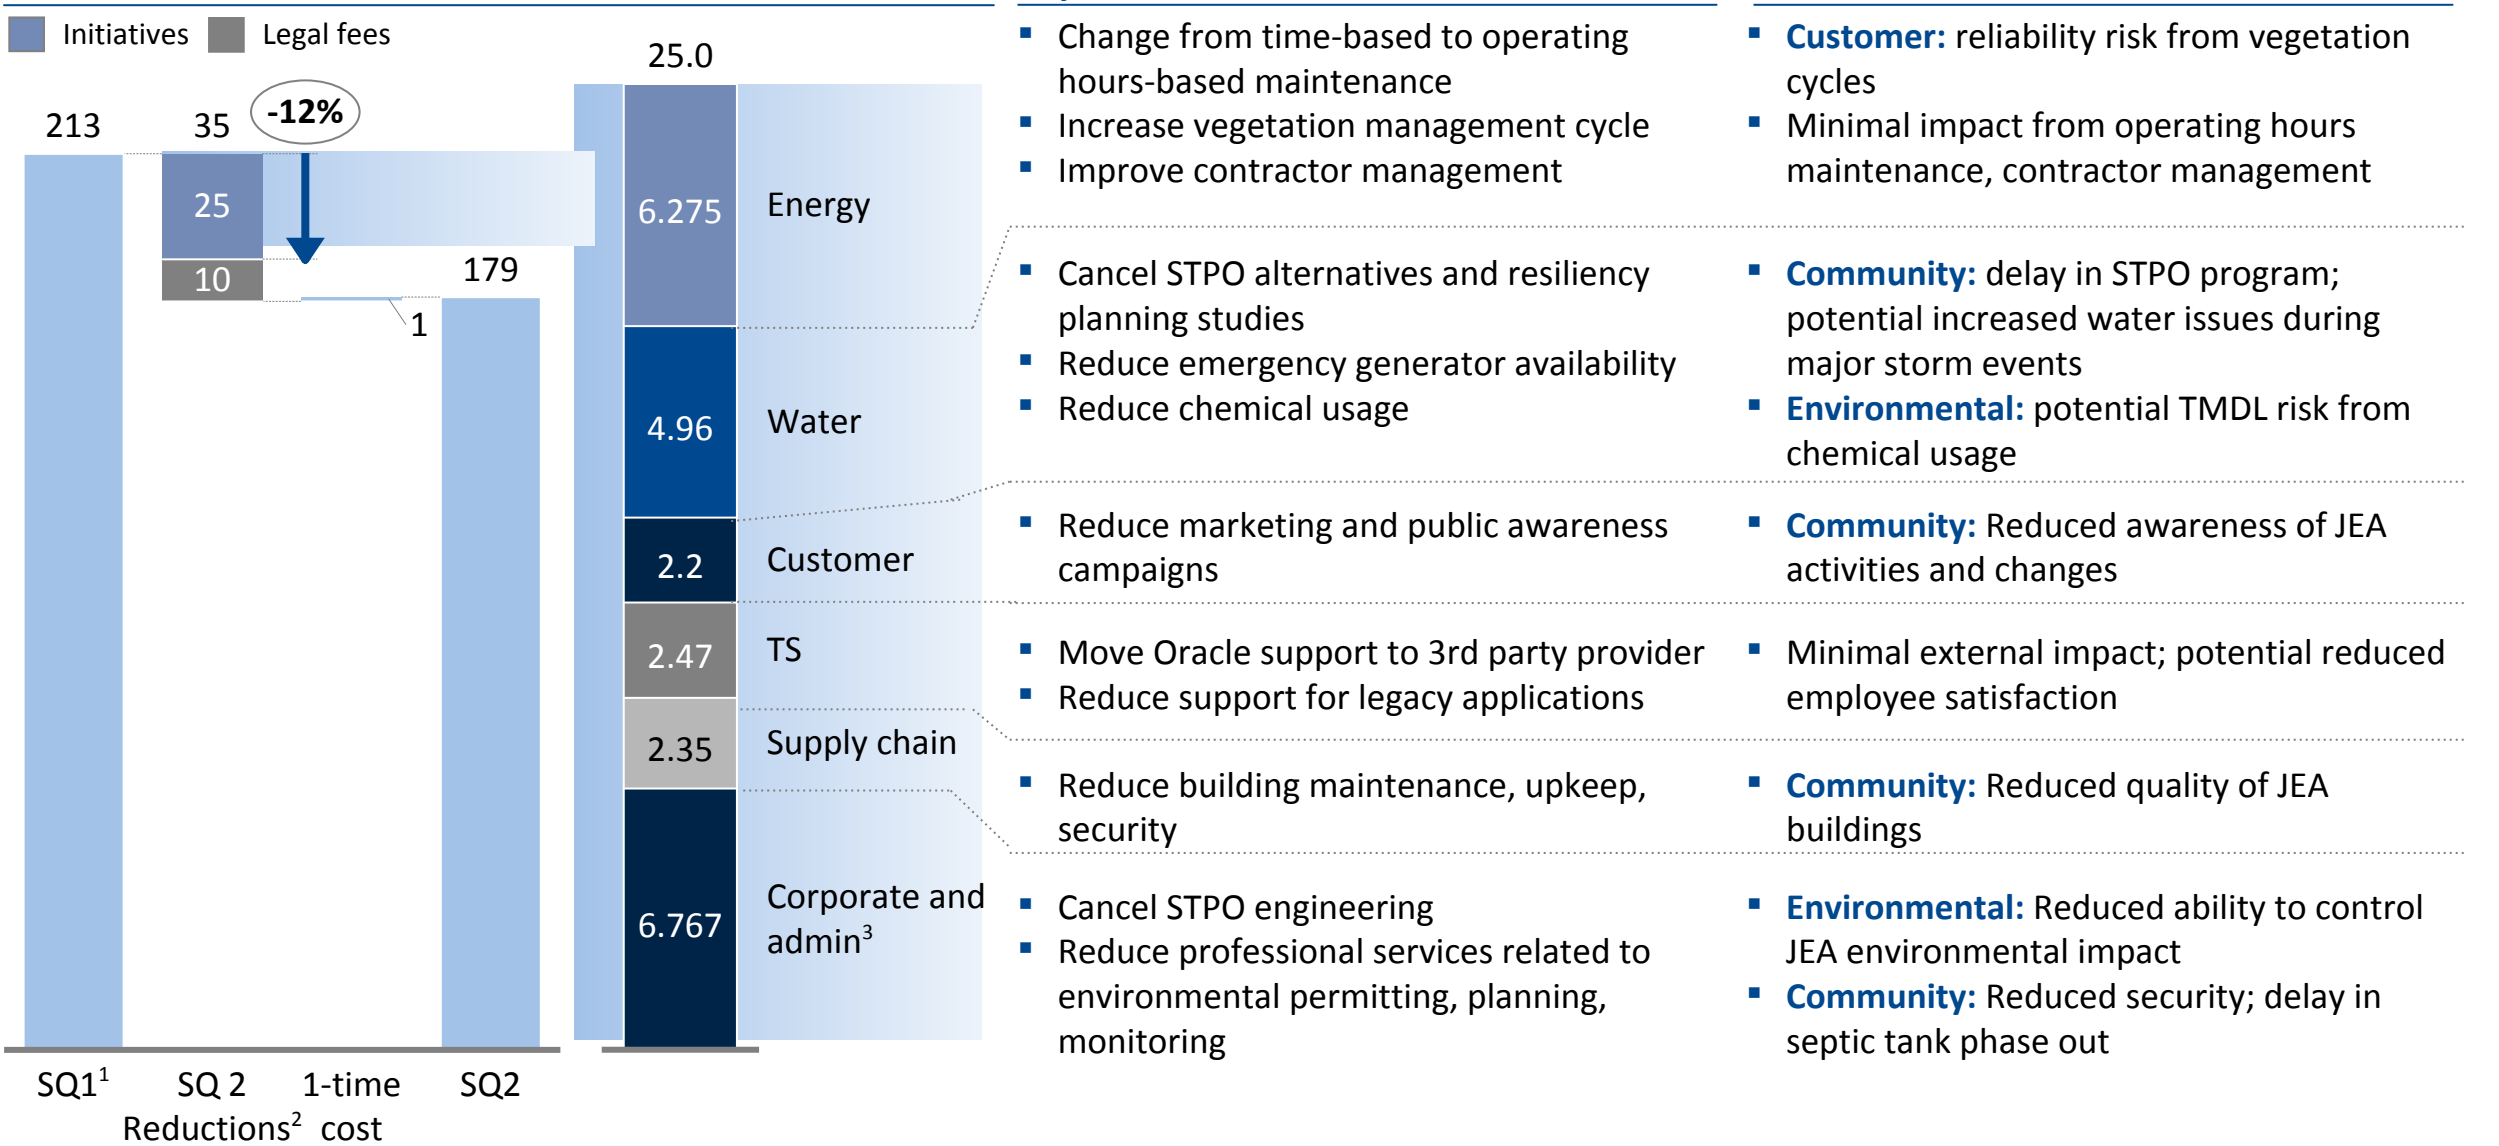 Initiatives
Legal fees
213
35
-12%
25
10
1
179
SQ1¹
SQ 2
Reductions²
1-time
cost
SQ2
25.0
6.275
Energy
4.96
Water
2.2
Customer
2.47
TS
2.35
Supply chain
6.767
Corporate and
admin³
▪ Change from time-based to operating
hours-based maintenance
▪ Increase vegetation management cycle
▪ Improve contractor management
▪ Customer: reliability risk from vegetation
cycles
▪ Minimal impact from operating hours
maintenance, contractor management
▪ Cancel STPO alternatives and resiliency
planning studies
▪ Reduce emergency generator availability
▪ Reduce chemical usage
▪ Community: delay in STPO program;
potential increased water issues during
major storm events
▪ Environmental: potential TMDL risk from
chemical usage
▪ Reduce marketing and public awareness
campaigns
▪ Community: Reduced awareness of JEA
activities and changes
▪ Move Oracle support to 3rd party provider
▪ Reduce support for legacy applications
▪ Minimal external impact; potential reduced
employee satisfaction
▪ Reduce building maintenance, upkeep,
security
▪ Community: Reduced quality of JEA
buildings
▪ Cancel STPO engineering
▪ Reduce professional services related to
environmental permitting, planning,
monitoring
▪ Environmental: Reduced ability to control
JEA environmental impact
▪ Community: Reduced security; delay in
septic tank phase out